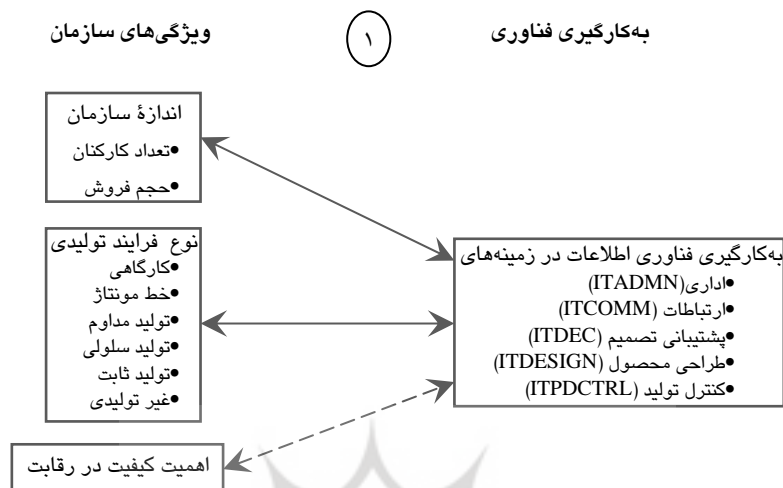 ویژگی‌های سازمان
۱
به‌کارگیری فناوری
اندازهٔ سازمان
•تعداد کارکنان
•حجم فروش
نوع فرایند تولیدی
•کارگاهی
•خط مونتاژ
•تولید مداوم
•تولید سلولی
•تولید ثابت
•غیر تولیدی
اهمیت کیفیت در رقابت
به‌کارگیری فناوری اطلاعات در زمینه‌های
•اداری(ITADMN)
•ارتباطات (ITCOMM)
•پشتیبانی تصمیم (ITDEC)
•طراحی محصول (ITDESIGN)
•کنترل تولید (ITPDCTRL)